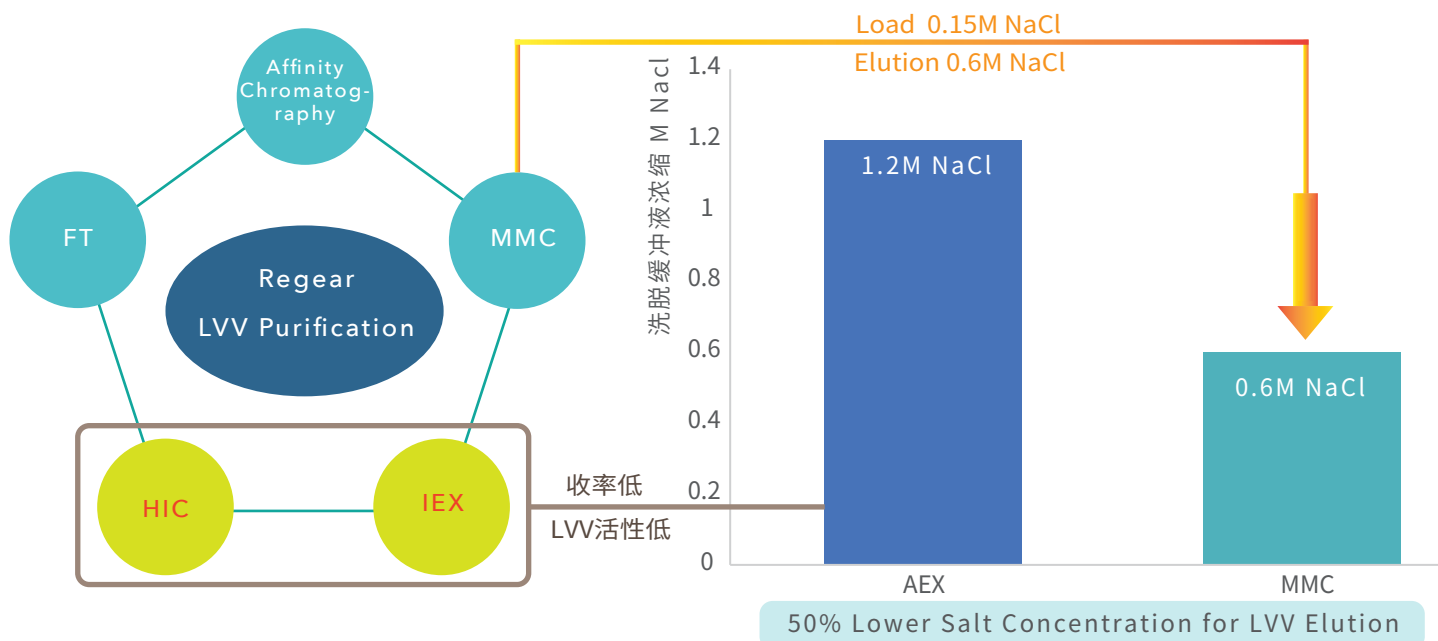 Affinity
Chromatog-
raphy
FT
MMC
Regear
LVV Purification
HIC
IEX
收率低
LVV活性低
Load 0.15M NaCl
Elution 0.6M NaCl
洗脱缓冲液浓缩 M Nacl
1.4
1.2
1
0.8
0.6
0.4
0.2
0
1.2M NaCl
0.6M NaCl
AEX
MMC
50% Lower Salt Concentration for LVV Elution